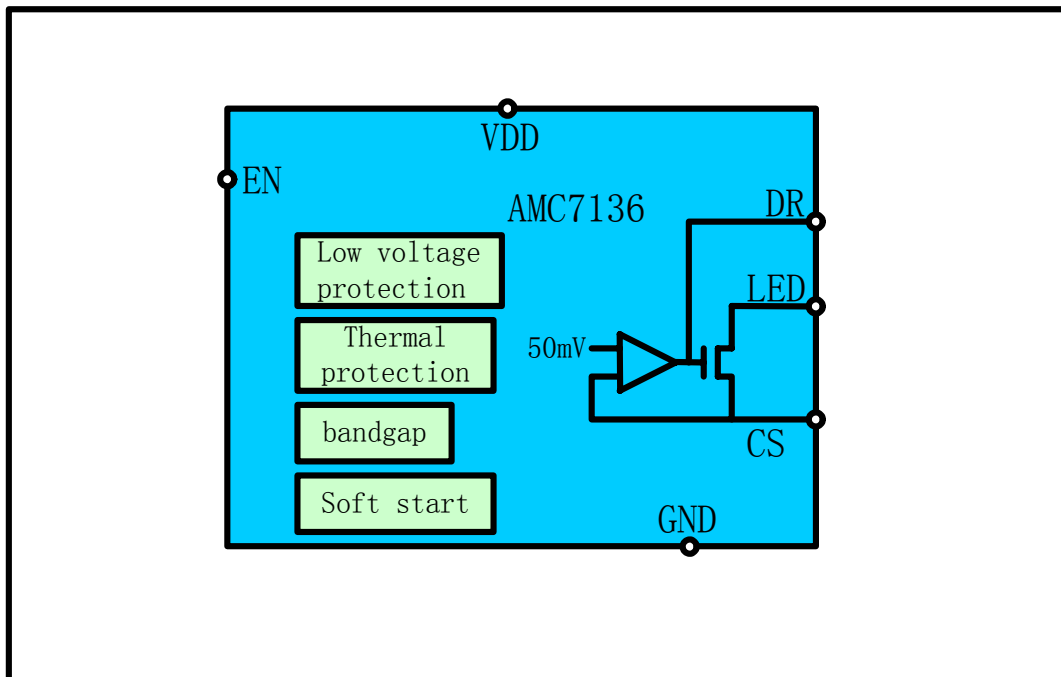 VDD
EN
AMC7136
DR
Low voltage
protection
LED
Thermal
protection
50mV
bandgap
CS
Soft start
GND